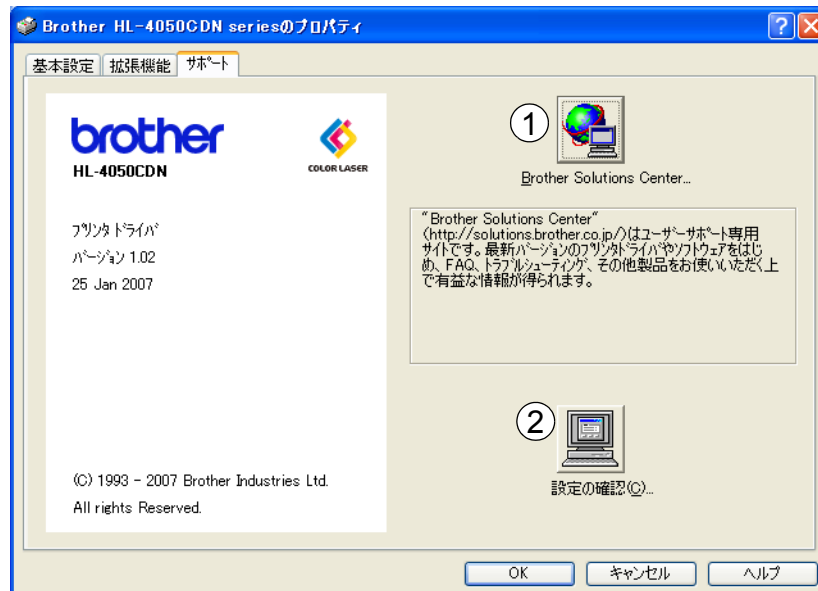 Brother HL-4050CDN seriesのプロパティ
基本設定 拡張機能 ｻﾎﾟｰﾄ
brother
HL-4050CDN
COLOR LASER
ﾌﾟﾘﾝﾀ ﾄﾞﾗｲﾊﾞ
ﾊﾞｰｼﾞｮﾝ 1.02
25 Jan 2007
(C) 1993 - 2007 Brother Industries Ltd.
All rights Reserved.
①
Brother Solutions Center...
"Brother Solutions Center"
(http://solutions.brother.co.jp/)はﾕｰｻﾞｰｻﾎﾟｰﾄ専用
ｻｲﾄです。最新ﾊﾞｰｼﾞｮﾝのﾌﾟﾘﾝﾀﾄﾞﾗｲﾊﾞやｿﾌﾄｳｪｱをはじ
め、FAQ、ﾄﾗﾌﾞﾙｼｭｰﾃｨﾝｸﾞ、その他製品をお使いいただく上
で有益な情報が得られます。
②
設定の確認(C)...
OK キャンセル ヘルプ